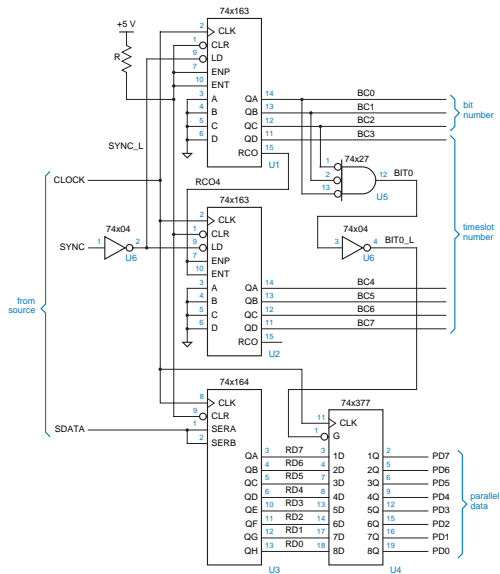 +5 V
R
SYNC_L
CLOCK
SYNC
1 74x04 2
U6
from
source
SDATA
74x163
2 CLK
1 CLR
9 LD
7 ENP
10 ENT
3 A QA 14 BC0
4 B QB 13 BC1
5 C QC 12 BC2
6 D QD 11 BC3
RCO 15
U1
bit
number
RCO4
74x27
1
2
13
12 BIT0
U5
74x04
3 4 BIT0_L
U6
timeslot
number
74x163
2 CLK
1 CLR
9 LD
7 ENP
10 ENT
3 A QA 14 BC4
4 B QB 13 BC5
5 C QC 12 BC6
6 D QD 11 BC7
RCO 15
U2
74x164
8 CLK
9 CLR
1 SERA
2 SERB
QA 3 RD7
QB 4 RD6
QC 5 RD5
QD 6 RD4
QE 10 RD3
QF 11 RD2
QG 12 RD1
QH 13 RD0
U3
74x377
11 CLK
1 G
3 1D 1Q 2 PD7
4 2D 2Q 5 PD6
7 3D 3Q 6 PD5
8 4D 4Q 9 PD4
13 5D 5Q 12 PD3
14 6D 6Q 15 PD2
17 7D 7Q 16 PD1
18 8D 8Q 19 PD0
U4
parallel
data